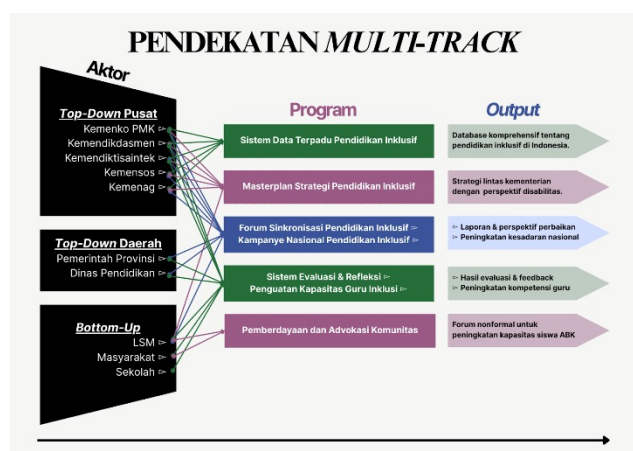 PENDEKATAN MULTI-TRACK
Aktor
Program
Output
Top-Down Pusat
Kemenko PMK ▻
Kemendikdasmen ▻
Kemendiktisaintek ▻
Kemensos ▻
Kemenag ▻
Top-Down Daerah
Pemerintah Provinsi ▻
Dinas Pendidikan ▻
Bottom-Up
LSM ▻
Masyarakat ▻
Sekolah ▻
Sistem Data Terpadu Pendidikan Inklusif
Masterplan Strategi Pendidikan Inklusif
Forum Sinkronisasi Pendidikan Inklusif ▻
Kampanye Nasional Pendidikan Inklusif ▻
Sistem Evaluasi & Refleksi ▻
Penguatan Kapasitas Guru Inklusi ▻
Pemberdayaan dan Advokasi Komunitas
Database komprehensif tentang
pendidikan inklusif di Indonesia.
Strategi lintas kementerian
dengan perspektif disabilitas.
▻ Laporan & perspektif perbaikan
▻ Peningkatan kesadaran nasional
▻ Hasil evaluasi & feedback
▻ Peningkatan kompetensi guru
Forum nonformal untuk
peningkatan kapasitas siswa ABK